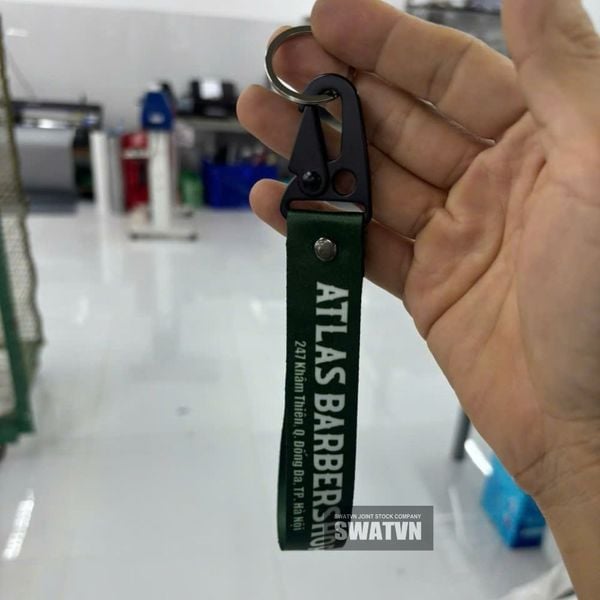 ATLAS BARBERSHOP
247 Khâm Thiên, Q. Đống Đa, TP. Hà Nội
SWATVN JOINT STOCK COMPANY
SWATVN